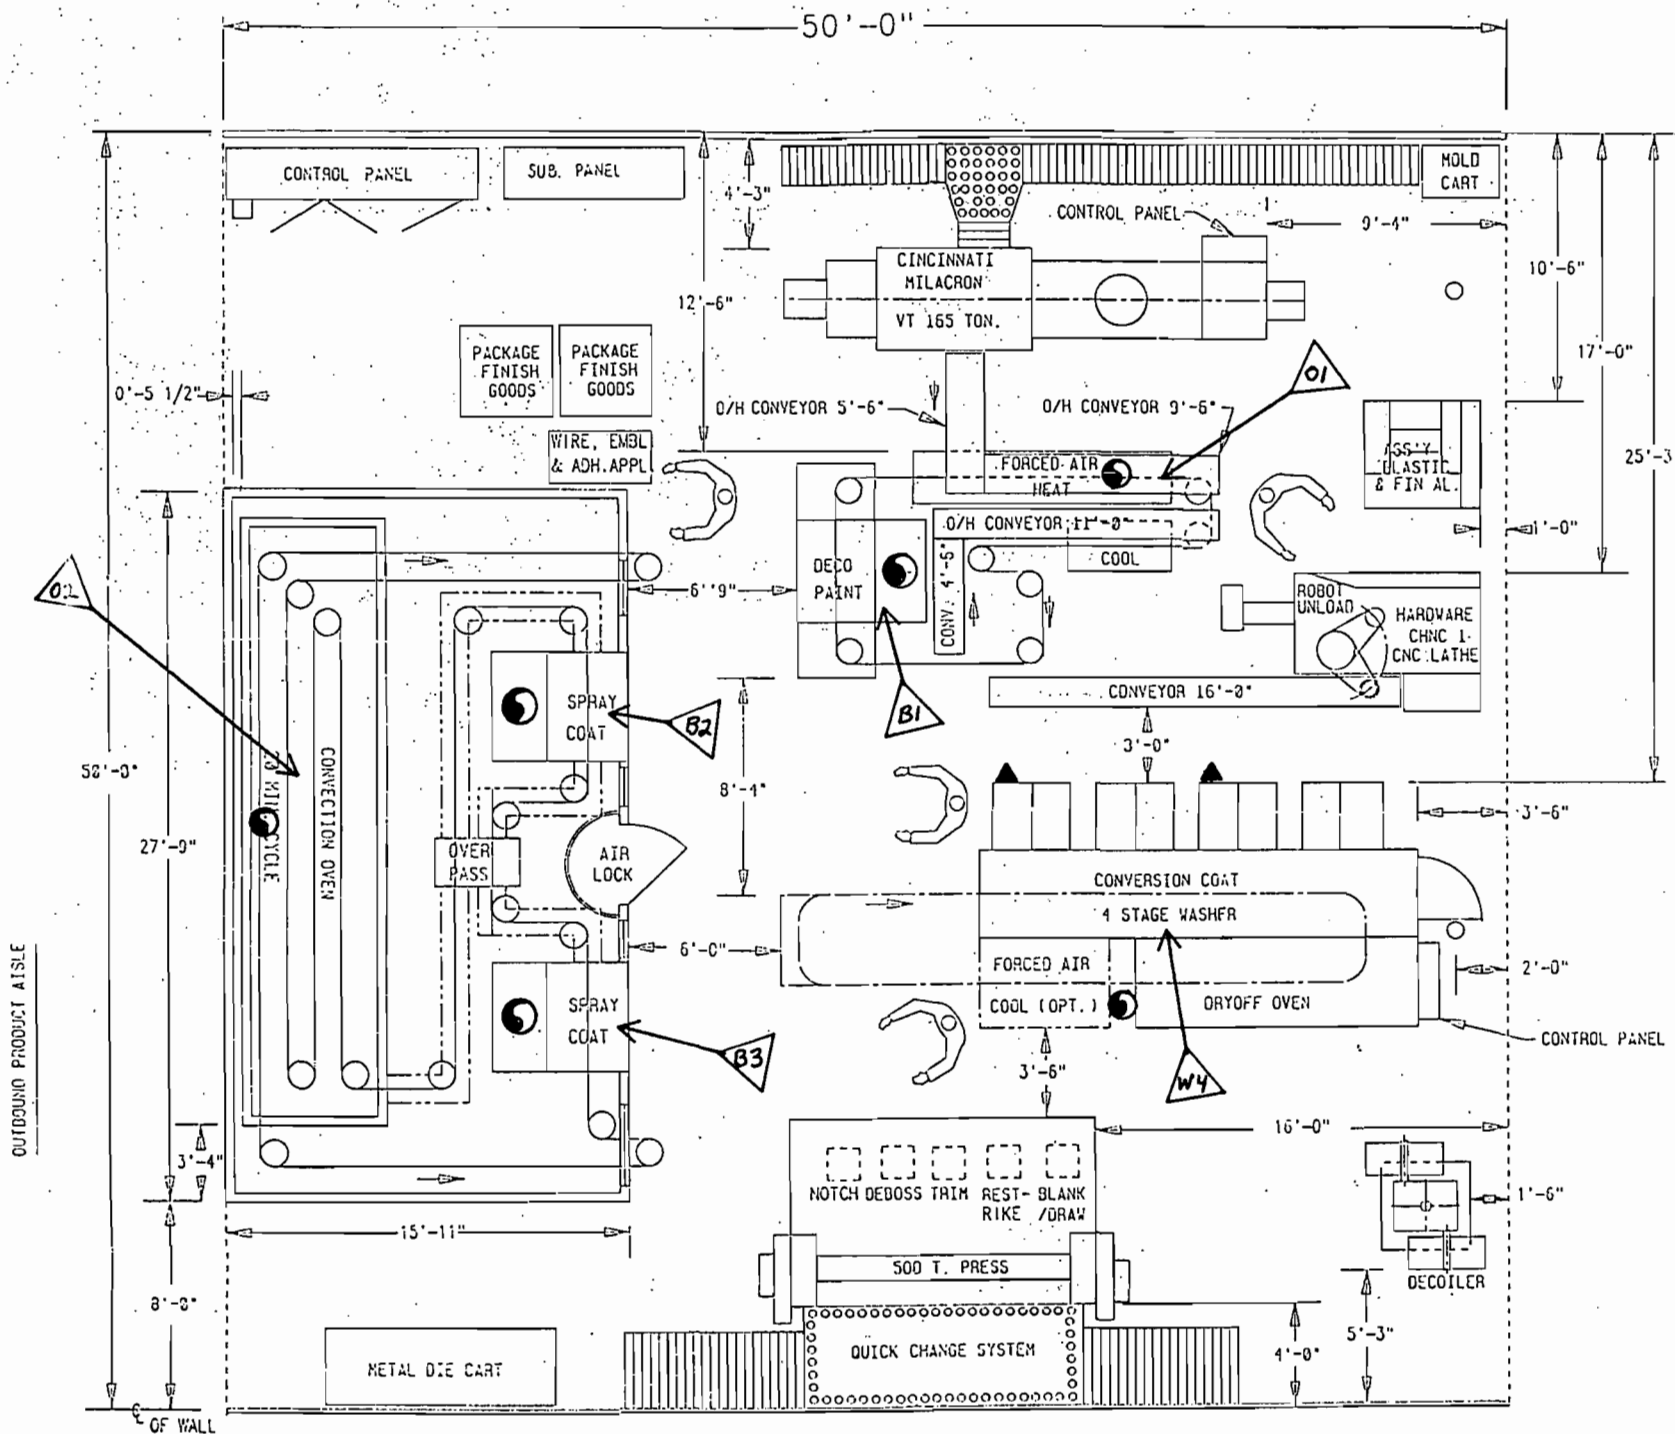 50'-0"
CONTROL PANEL
SUB. PANEL
4'-3"
MOLD
CART
CONTROL PANEL
9'-4"
CINCINNATI
MILACRON
VT 165 TON.
10'-6"
12'-6"
17'-0"
PACKAGE
FINISH
GOODS
PACKAGE
FINISH
GOODS
0'-5 1/2"
O/H CONVEYOR 5'-6"
O/H CONVEYOR 9'-6"
01
WIRE, EMBL
& ADH.APPL
FORCED AIR
HEAT
ASS'Y
& FIN AL.
25'-3
O/H CONVEYOR 11'-0"
1'-0"
COOL
DECO
PAINT
CONV. 4'-6"
6''9"
02
ROBOT
UNLOAD
HARDWARE
CHNC 1
CNC LATHE
CONVEYOR 16'-0"
SPRAY
COAT
B2
B1
3'-0"
8'-4"
50'-0"
3'-6"
27'-9"
CONVECTION OVEN
OVER
PASS
AIR
LOCK
CONVERSION COAT
4 STAGE WASHER
6'-0"
FORCED AIR
COOL (OPT.)
DRYOFF OVEN
2'-0"
CONTROL PANEL
SPRAY
COAT
B3
3'-6"
W4
OUTBOUND PRODUCT AISLE
16'-0"
3'-4"
NOTCH DEBOSS TRIM REST- BLANK
RIKE /DRAW
1'-6"
15'-11"
500 T. PRESS
DECOILER
8'-0"
METAL DIE CART
QUICK CHANGE SYSTEM
4'-0"
5'-3"
OF WALL